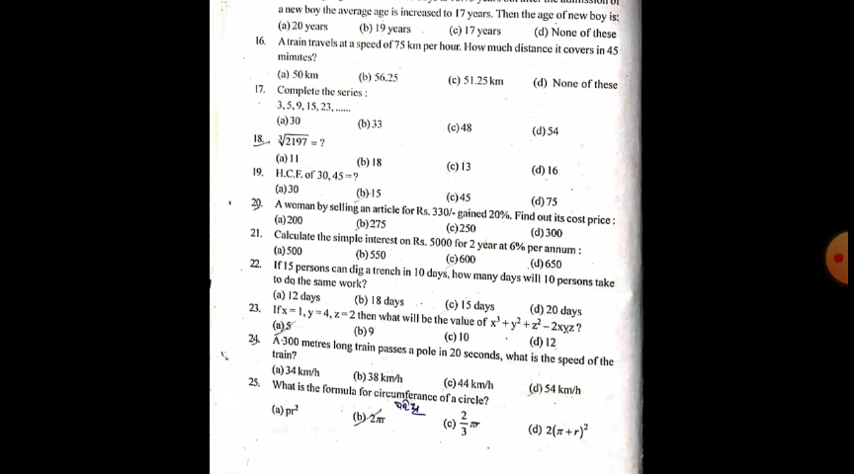 a new boy the average age is increased to 17 years. Then the age of new boy is:
(a) 20 years (b) 19 years (c) 17 years (d) None of these
16. A train travels at a speed of 75 km per hour. How much distance it covers in 45
minutes?
(a) 50 km (b) 56.25 (c) 51.25 km (d) None of these
17. Complete the series :
3, 5, 9, 15, 23, ......
(a) 30 (b) 33 (c) 48 (d) 54
18. ∛2197 = ?
(a) 11 (b) 18 (c) 13 (d) 16
19. H.C.F. of 30, 45 = ?
(a) 30 (b) 15 (c) 45 (d) 75
20. A woman by selling an article for Rs. 330/- gained 20%. Find out its cost price :
(a) 200 (b) 275 (c) 250 (d) 300
21. Calculate the simple interest on Rs. 5000 for 2 year at 6% per annum :
(a) 500 (b) 550 (c) 600 (d) 650
22. If 15 persons can dig a trench in 10 days, how many days will 10 persons take
to do the same work?
(a) 12 days (b) 18 days (c) 15 days (d) 20 days
23. If x = 1, y = 4, z = 2 then what will be the value of x³ + y² + z² – 2xyz ?
(a) 5 (b) 9 (c) 10 (d) 12
24. A 300 metres long train passes a pole in 20 seconds, what is the speed of the
train?
(a) 34 km/h (b) 38 km/h (c) 44 km/h (d) 54 km/h
25. What is the formula for circumferance of a circle?
(a) pr² (b) 2πr (c) 2/3 πr (d) 2(π + r)²